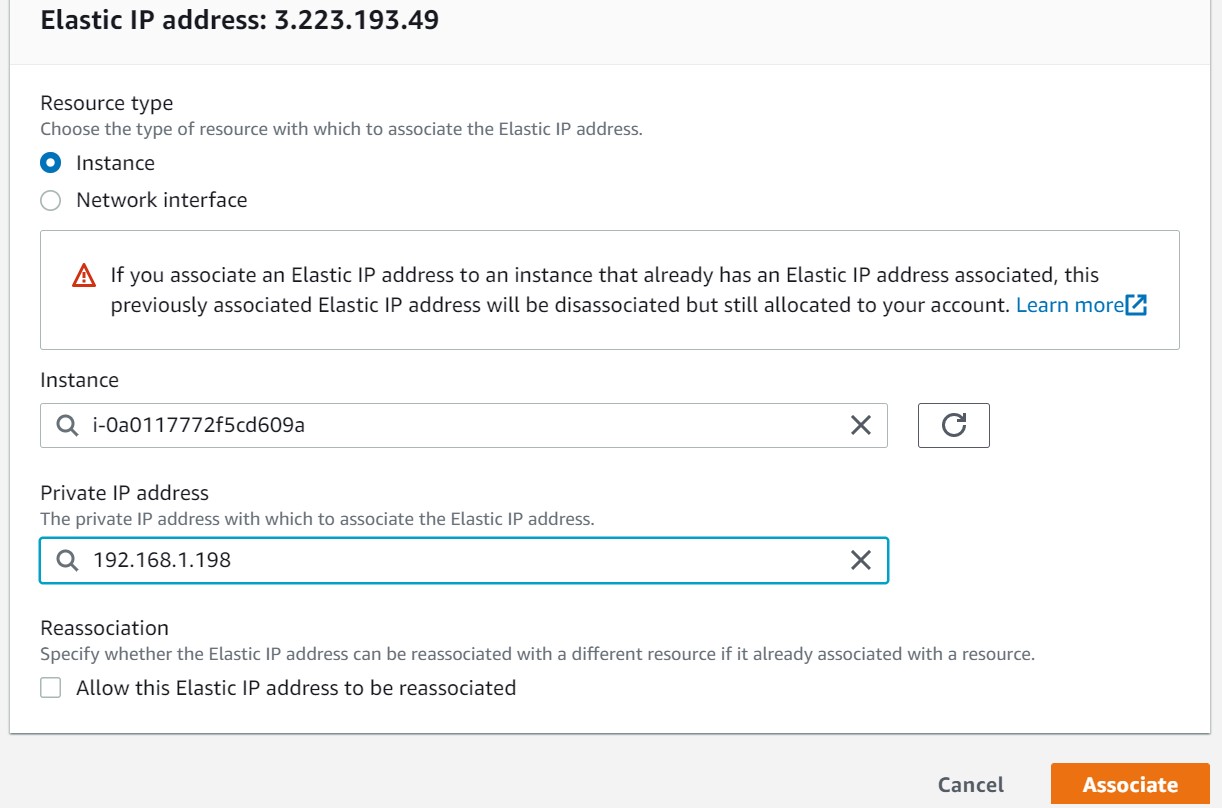 Elastic IP address: 3.223.193.49
Resource type
Choose the type of resource with which to associate the Elastic IP address.
Instance
Network interface
If you associate an Elastic IP address to an instance that already has an Elastic IP address associated, this
previously associated Elastic IP address will be disassociated but still allocated to your account. Learn more
Instance
i-0a0117772f5cd609a
Private IP address
The private IP address with which to associate the Elastic IP address.
192.168.1.198
Reassociation
Specify whether the Elastic IP address can be reassociated with a different resource if it already associated with a resource.
Allow this Elastic IP address to be reassociated
Cancel
Associate